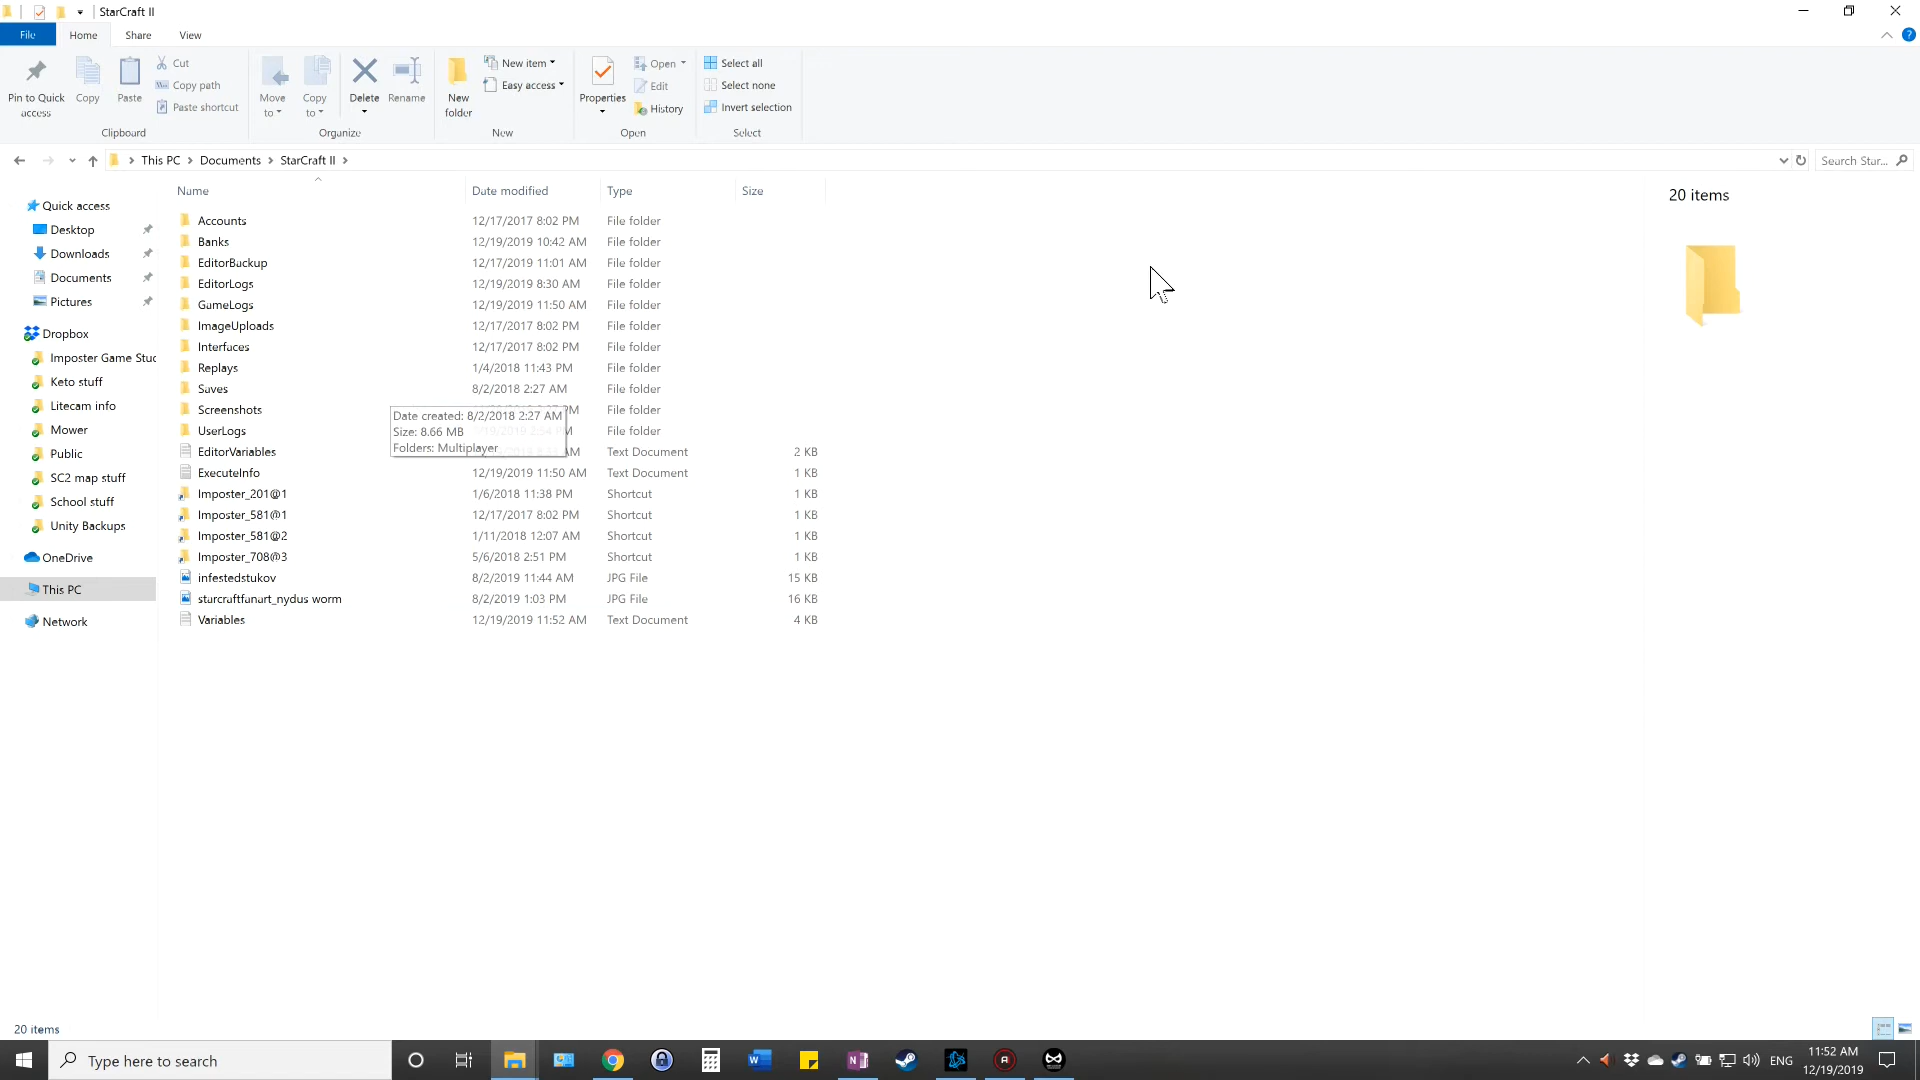 StarCraft II
File Home Share View
Pin to Quick access
Copy
Paste
Cut
Copy path
Paste shortcut
Clipboard
Move to
Copy to
Delete
Rename
Organize
New folder
New item
Easy access
New
Properties
Open
Edit
History
Open
Select all
Select none
Invert selection
Select
This PC Documents StarCraft II
Search Star...
Name Date modified Type Size
Quick access
Desktop
Downloads
Documents
Pictures
Dropbox
Imposter Game Stud
Keto stuff
Litecam info
Mower
Public
SC2 map stuff
School stuff
Unity Backups
OneDrive
This PC
Network
Accounts 12/17/2017 8:02 PM File folder
Banks 12/19/2019 10:42 AM File folder
EditorBackup 12/17/2019 11:01 AM File folder
EditorLogs 12/19/2019 8:30 AM File folder
GameLogs 12/19/2019 11:50 AM File folder
ImageUploads 12/17/2017 8:02 PM File folder
Interfaces 12/17/2017 8:02 PM File folder
Replays 1/4/2018 11:43 PM File folder
Saves 8/2/2018 2:27 AM File folder
Screenshots File folder
UserLogs File folder
EditorVariables Text Document 2 KB
ExecuteInfo 12/19/2019 11:50 AM Text Document 1 KB
Imposter_201@1 1/6/2018 11:38 PM Shortcut 1 KB
Imposter_581@1 12/17/2017 8:02 PM Shortcut 1 KB
Imposter_581@2 1/11/2018 12:07 AM Shortcut 1 KB
Imposter_708@3 5/6/2018 2:51 PM Shortcut 1 KB
infestedstukov 8/2/2019 11:44 AM JPG File 15 KB
starcraftfanart_nydus worm 8/2/2019 1:03 PM JPG File 16 KB
Variables 12/19/2019 11:52 AM Text Document 4 KB
Date created: 8/2/2018 2:27 AM
Size: 8.66 MB
Folders: Multiplayer
20 items
20 items
Type here to search
ENG
11:52 AM
12/19/2019